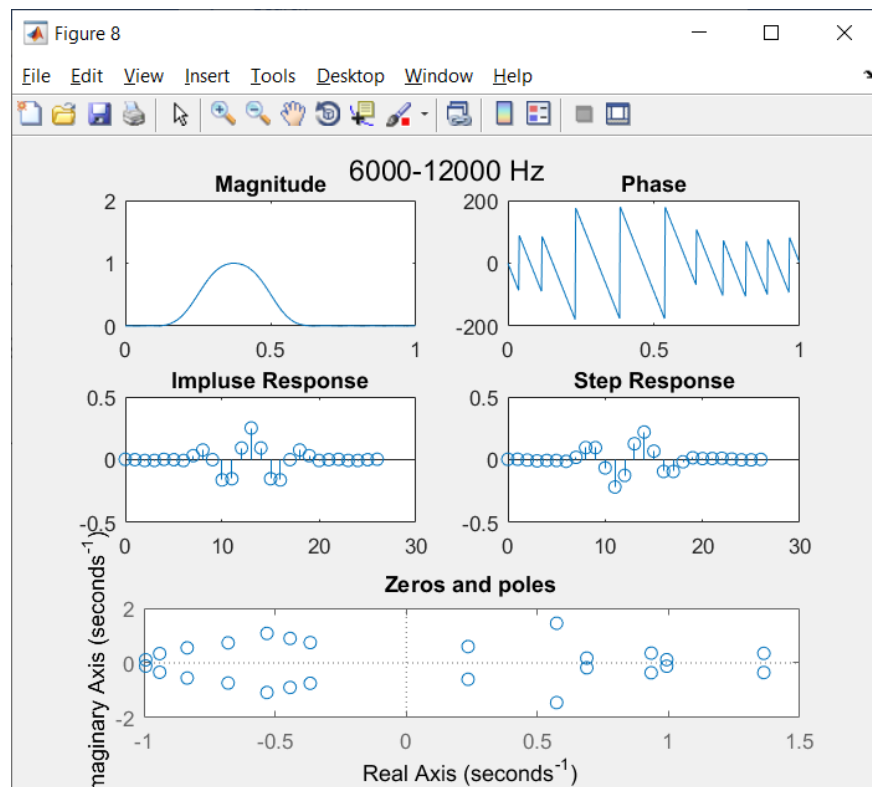 Figure 8
File Edit View Insert Tools Desktop Window Help
6000-12000 Hz
Magnitude
Phase
2
1
0
0 0.5 1
200
0
-200
0 0.5 1
Impluse Response
Step Response
0.5
0
-0.5
0 10 20 30
0.5
0
-0.5
0 10 20 30
Zeros and poles
2
0
-2
-1 -0.5 0 0.5 1 1.5
maginary Axis (seconds⁻¹)
Real Axis (seconds⁻¹)